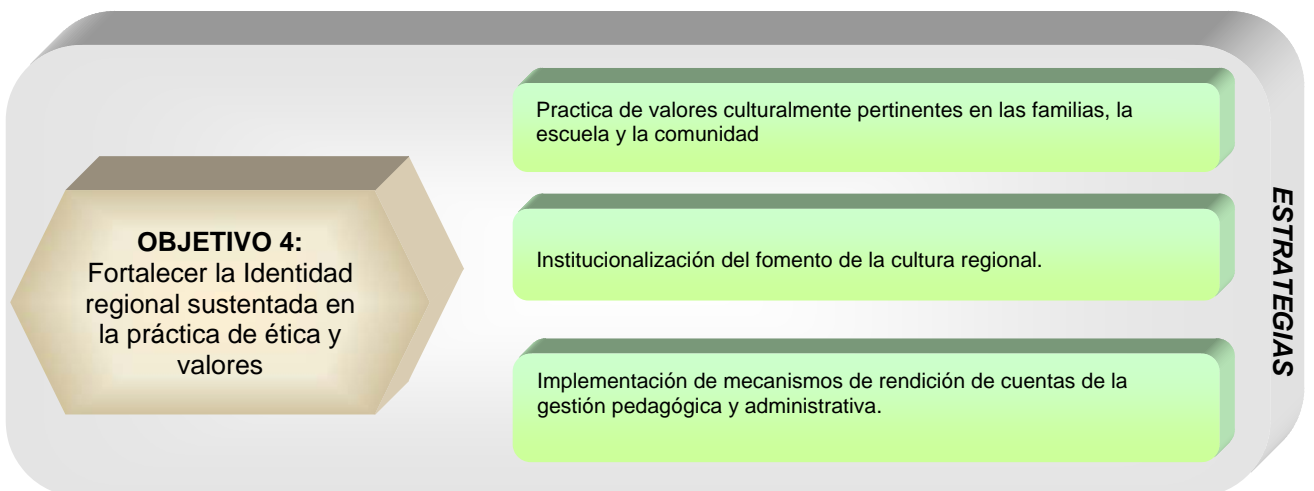 OBJETIVO 4:
Fortalecer la Identidad
regional sustentada en
la práctica de ética y
valores
Practica de valores culturalmente pertinentes en las familias, la
escuela y la comunidad
Institucionalización del fomento de la cultura regional.
Implementación de mecanismos de rendición de cuentas de la
gestión pedagógica y administrativa.
ESTRATEGIAS